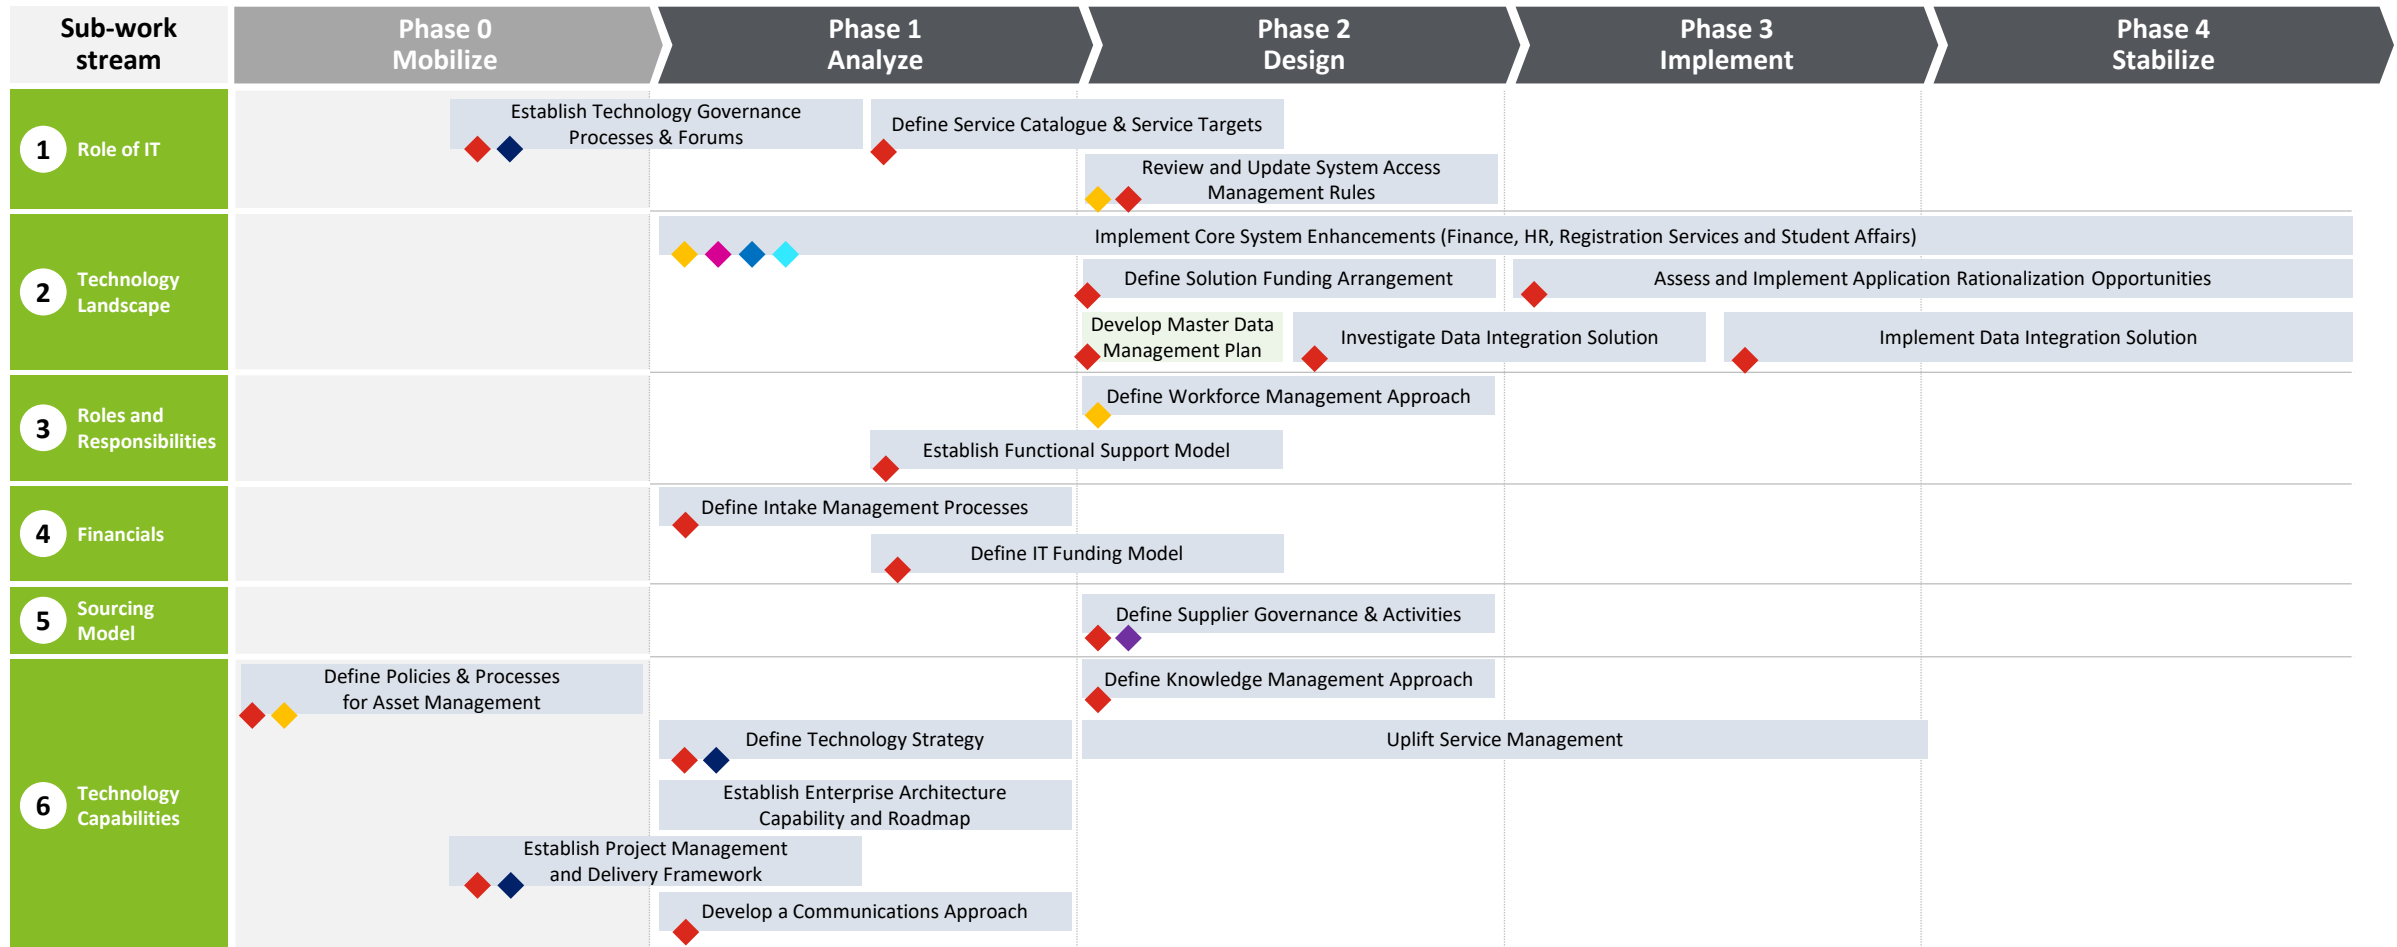 Sub-work
stream
Phase 0
Mobilize
Phase 1
Analyze
Phase 2
Design
Phase 3
Implement
Phase 4
Stabilize
1
Role of IT
Establish Technology Governance
Processes & Forums
Define Service Catalogue & Service Targets
Review and Update System Access
Management Rules
2
Technology
Landscape
Implement Core System Enhancements (Finance, HR, Registration Services and Student Affairs)
Define Solution Funding Arrangement
Assess and Implement Application Rationalization Opportunities
Develop Master Data
Management Plan
Investigate Data Integration Solution
Implement Data Integration Solution
3
Roles and
Responsibilities
Define Workforce Management Approach
Establish Functional Support Model
4
Financials
Define Intake Management Processes
Define IT Funding Model
5
Sourcing
Model
Define Supplier Governance & Activities
6
Technology
Capabilities
Define Policies & Processes
for Asset Management
Define Knowledge Management Approach
Define Technology Strategy
Uplift Service Management
Establish Enterprise Architecture
Capability and Roadmap
Establish Project Management
and Delivery Framework
Develop a Communications Approach